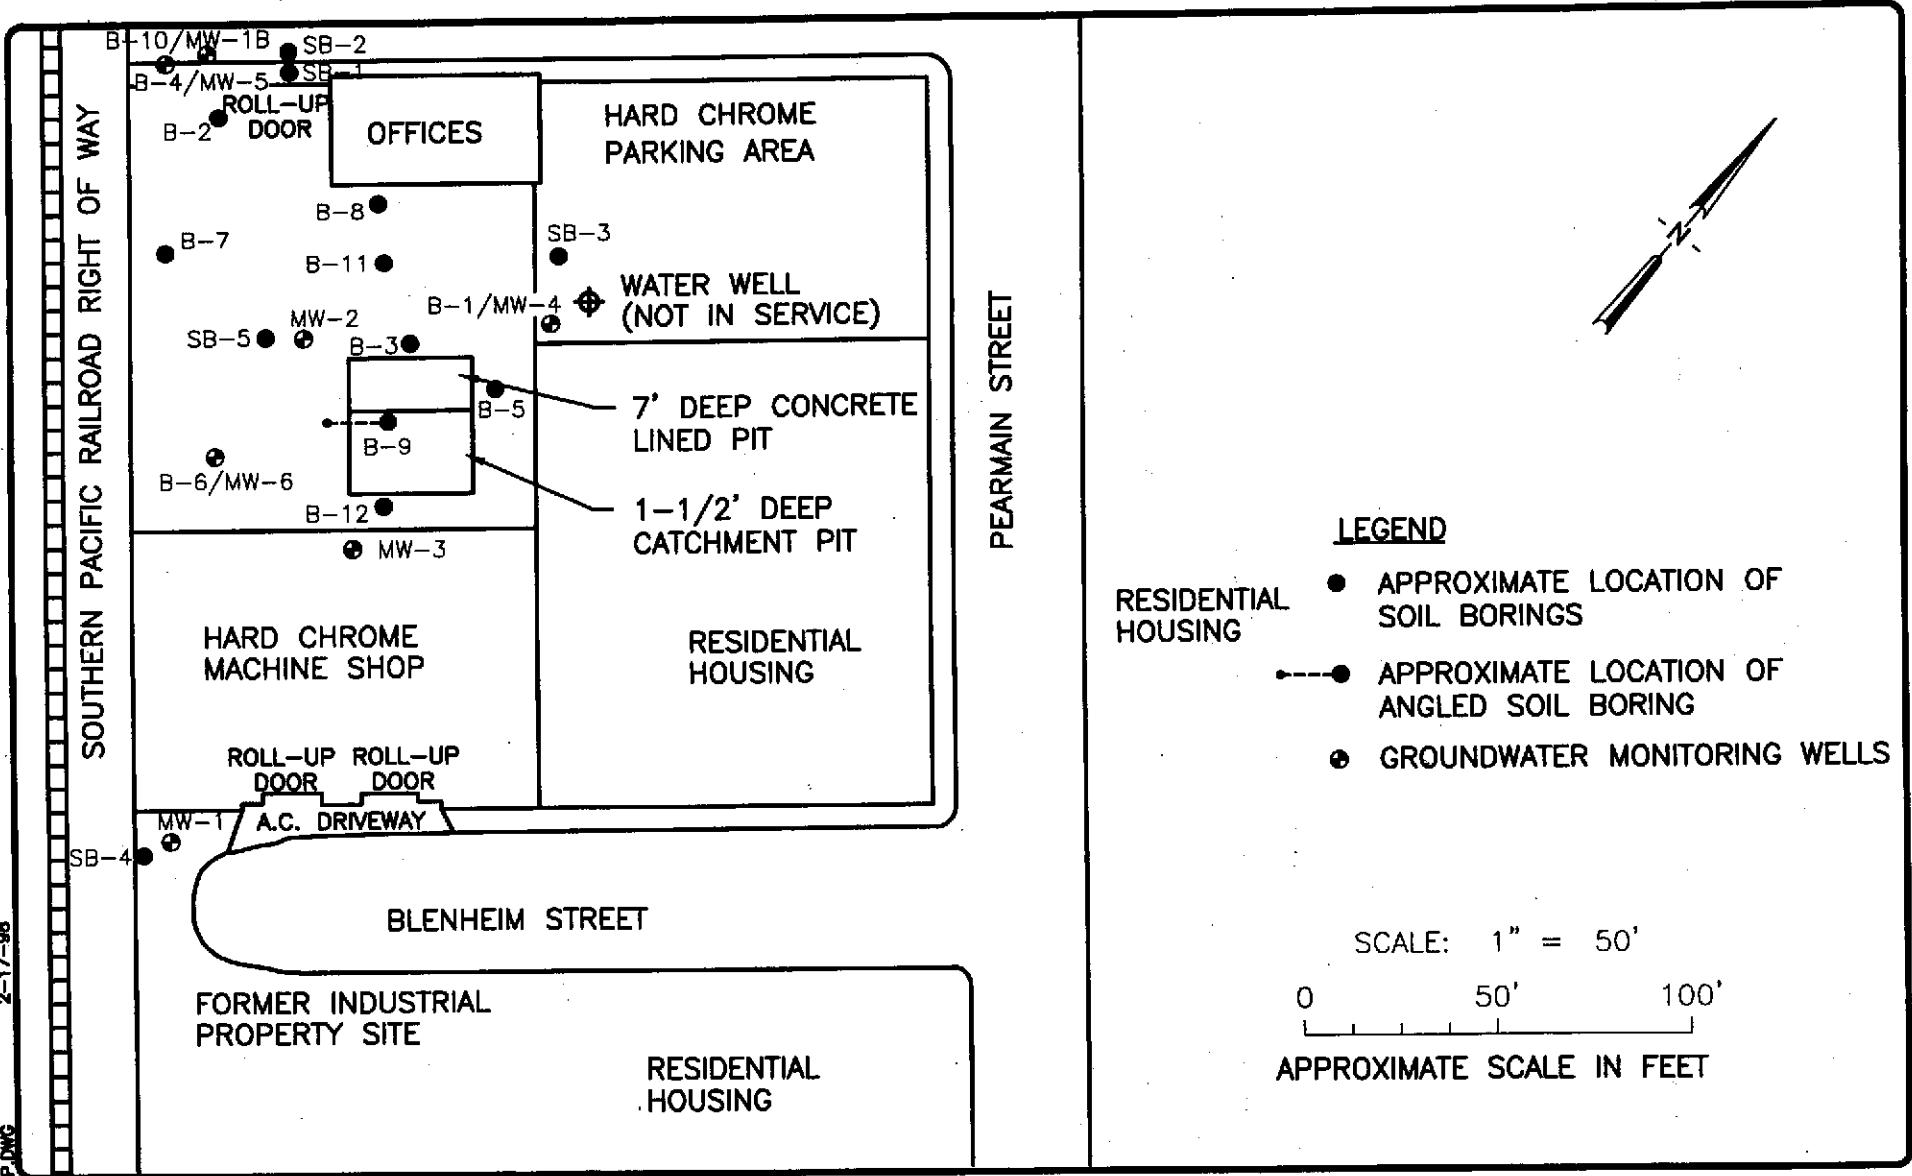 B-10/MW-1B
SB-2
SB-1
B-4/MW-5
ROLL-UP
DOOR
B-2
OFFICES
HARD CHROME
PARKING AREA
B-8
B-7
B-11
SB-3
WATER WELL
(NOT IN SERVICE)
B-1/MW-4
MW-2
SB-5
B-3
B-5
7' DEEP CONCRETE
LINED PIT
B-9
B-6/MW-6
1-1/2' DEEP
CATCHMENT PIT
B-12
MW-3
SOUTHERN PACIFIC RAILROAD RIGHT OF WAY
PEARMAIN STREET
N
HARD CHROME
MACHINE SHOP
RESIDENTIAL
HOUSING
RESIDENTIAL
HOUSING
ROLL-UP
DOOR
ROLL-UP
DOOR
A.C. DRIVEWAY
MW-1
SB-4
BLENHEIM STREET
FORMER INDUSTRIAL
PROPERTY SITE
RESIDENTIAL
HOUSING
LEGEND
APPROXIMATE LOCATION OF
SOIL BORINGS
APPROXIMATE LOCATION OF
ANGLED SOIL BORING
GROUNDWATER MONITORING WELLS
SCALE: 1" = 50'
0 50' 100'
APPROXIMATE SCALE IN FEET
2-17-98
P.DWG